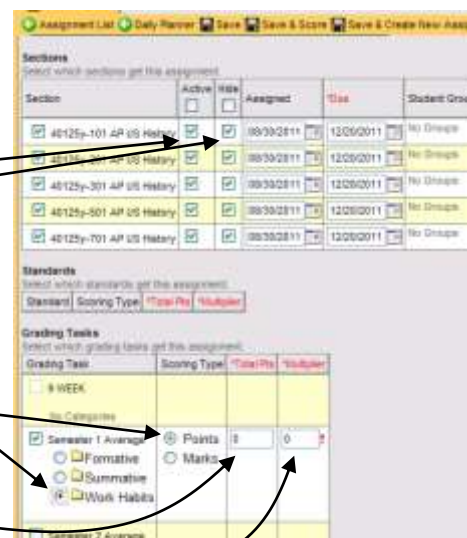 Assignment List Daily Planner Save Save & Score Save & Create New
Sections
Select which sections get this assignment.
Section Active Hide Assigned *Due Student Grou
40125y-101 AP US History 08/30/2011 12/20/2011 No Groups
40125y-201 AP US History 08/30/2011 12/20/2011 No Groups
40125y-301 AP US History 08/30/2011 12/20/2011 No Groups
40125y-501 AP US History 08/30/2011 12/20/2011 No Groups
40125y-701 AP US History 08/30/2011 12/20/2011 No Groups
Standards
Select which standards get this assignment.
Standard Scoring Type *Total Pts *Multiplier
Grading Tasks
Select which grading tasks get this assignment.
Grading Task Scoring Type *Total Pts *Multiplier
9 WEEK
No Categories
Semester 1 Average Points 0 0
Formative Marks
Summative
Work Habits
Semester 2 Average